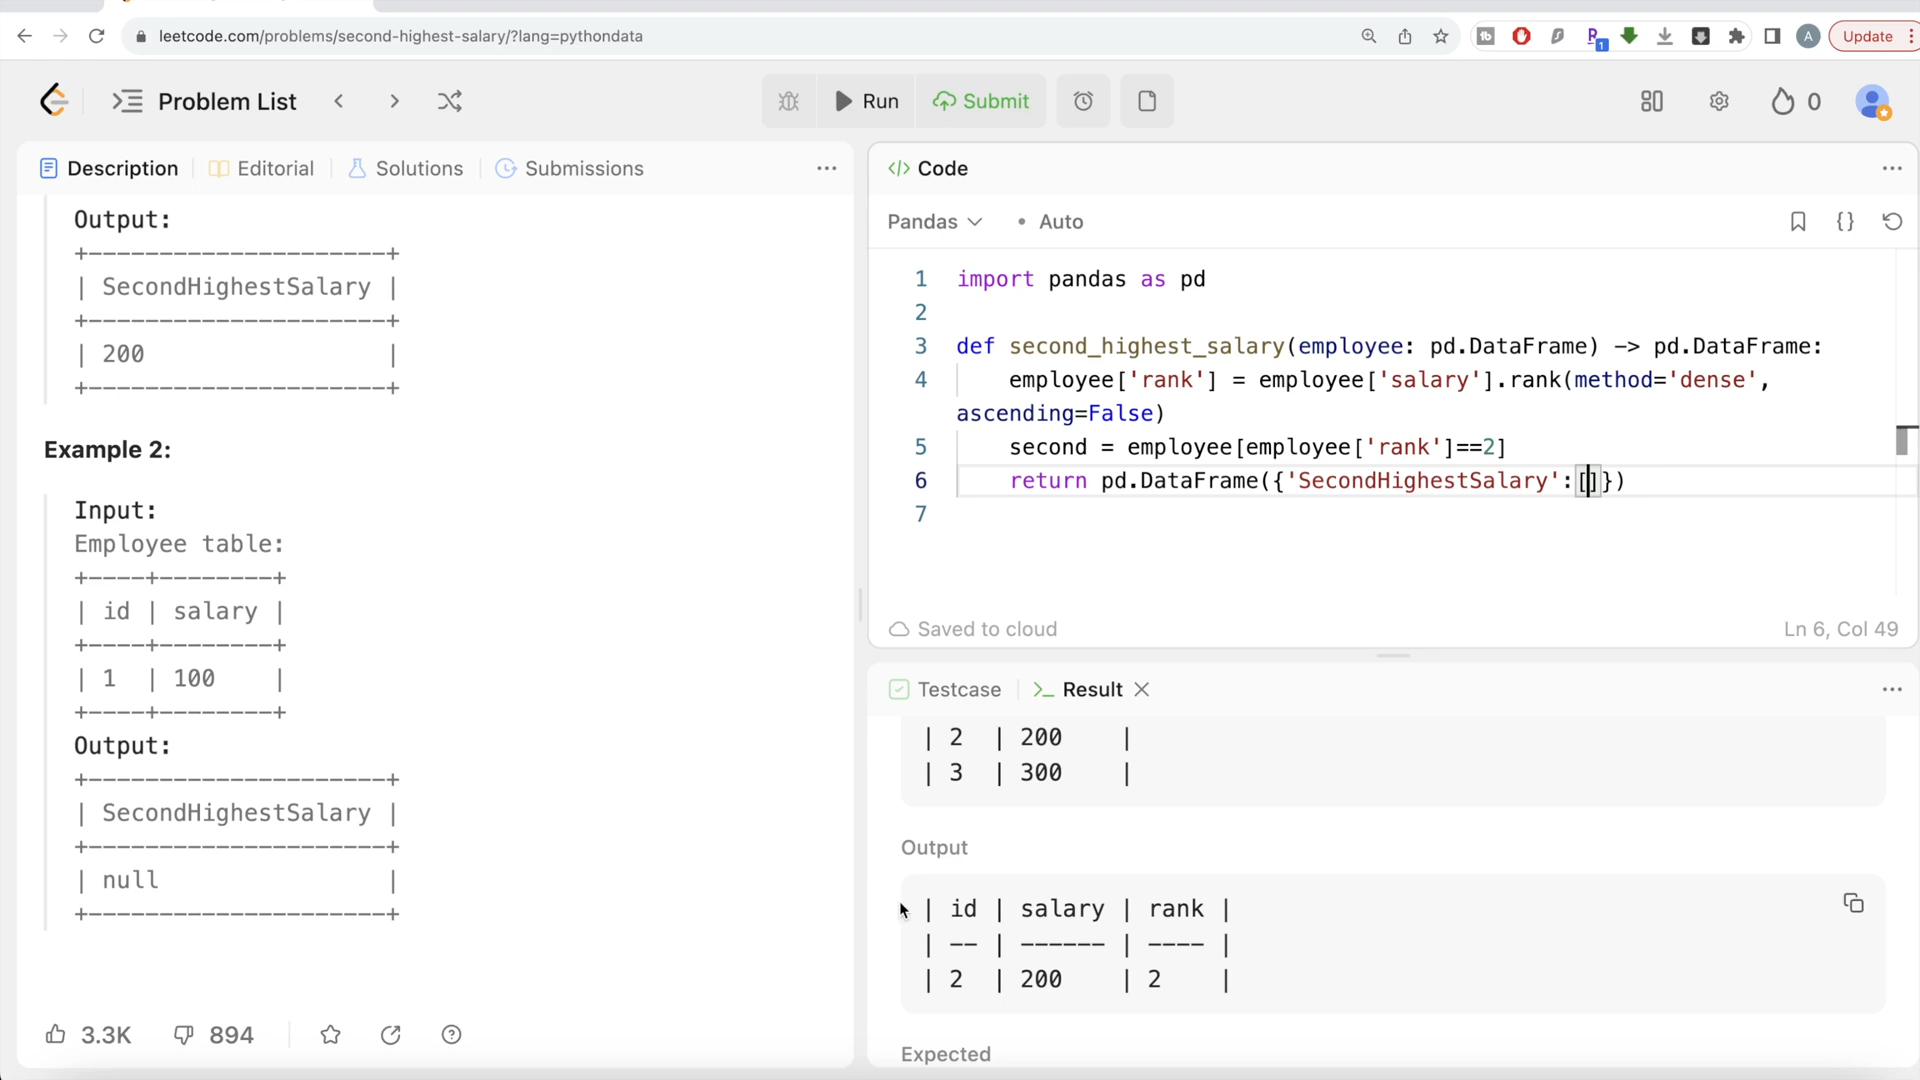 leetcode.com/problems/second-highest-salary/?lang=pythondata
1
A
Update
Problem List
Run
Submit
0
Description
Editorial
Solutions
Submissions
Output:
+--------------------+
| SecondHighestSalary |
+--------------------+
| 200 |
+--------------------+
Example 2:
Input:
Employee table:
+----+--------+
| id | salary |
+----+--------+
| 1 | 100 |
+----+--------+
Output:
+--------------------+
| SecondHighestSalary |
+--------------------+
| null |
+--------------------+
3.3K
894
</> Code
Pandas
• Auto
1 import pandas as pd
2
3 def second_highest_salary(employee: pd.DataFrame) -> pd.DataFrame:
4 employee['rank'] = employee['salary'].rank(method='dense',
ascending=False)
5 second = employee[employee['rank']==2]
6 return pd.DataFrame({'SecondHighestSalary':[]})
7
Saved to cloud
Ln 6, Col 49
Testcase
>_ Result
| 2 | 200 |
| 3 | 300 |
Output
| id | salary | rank |
| -- | ------ | ---- |
| 2 | 200 | 2 |
Expected